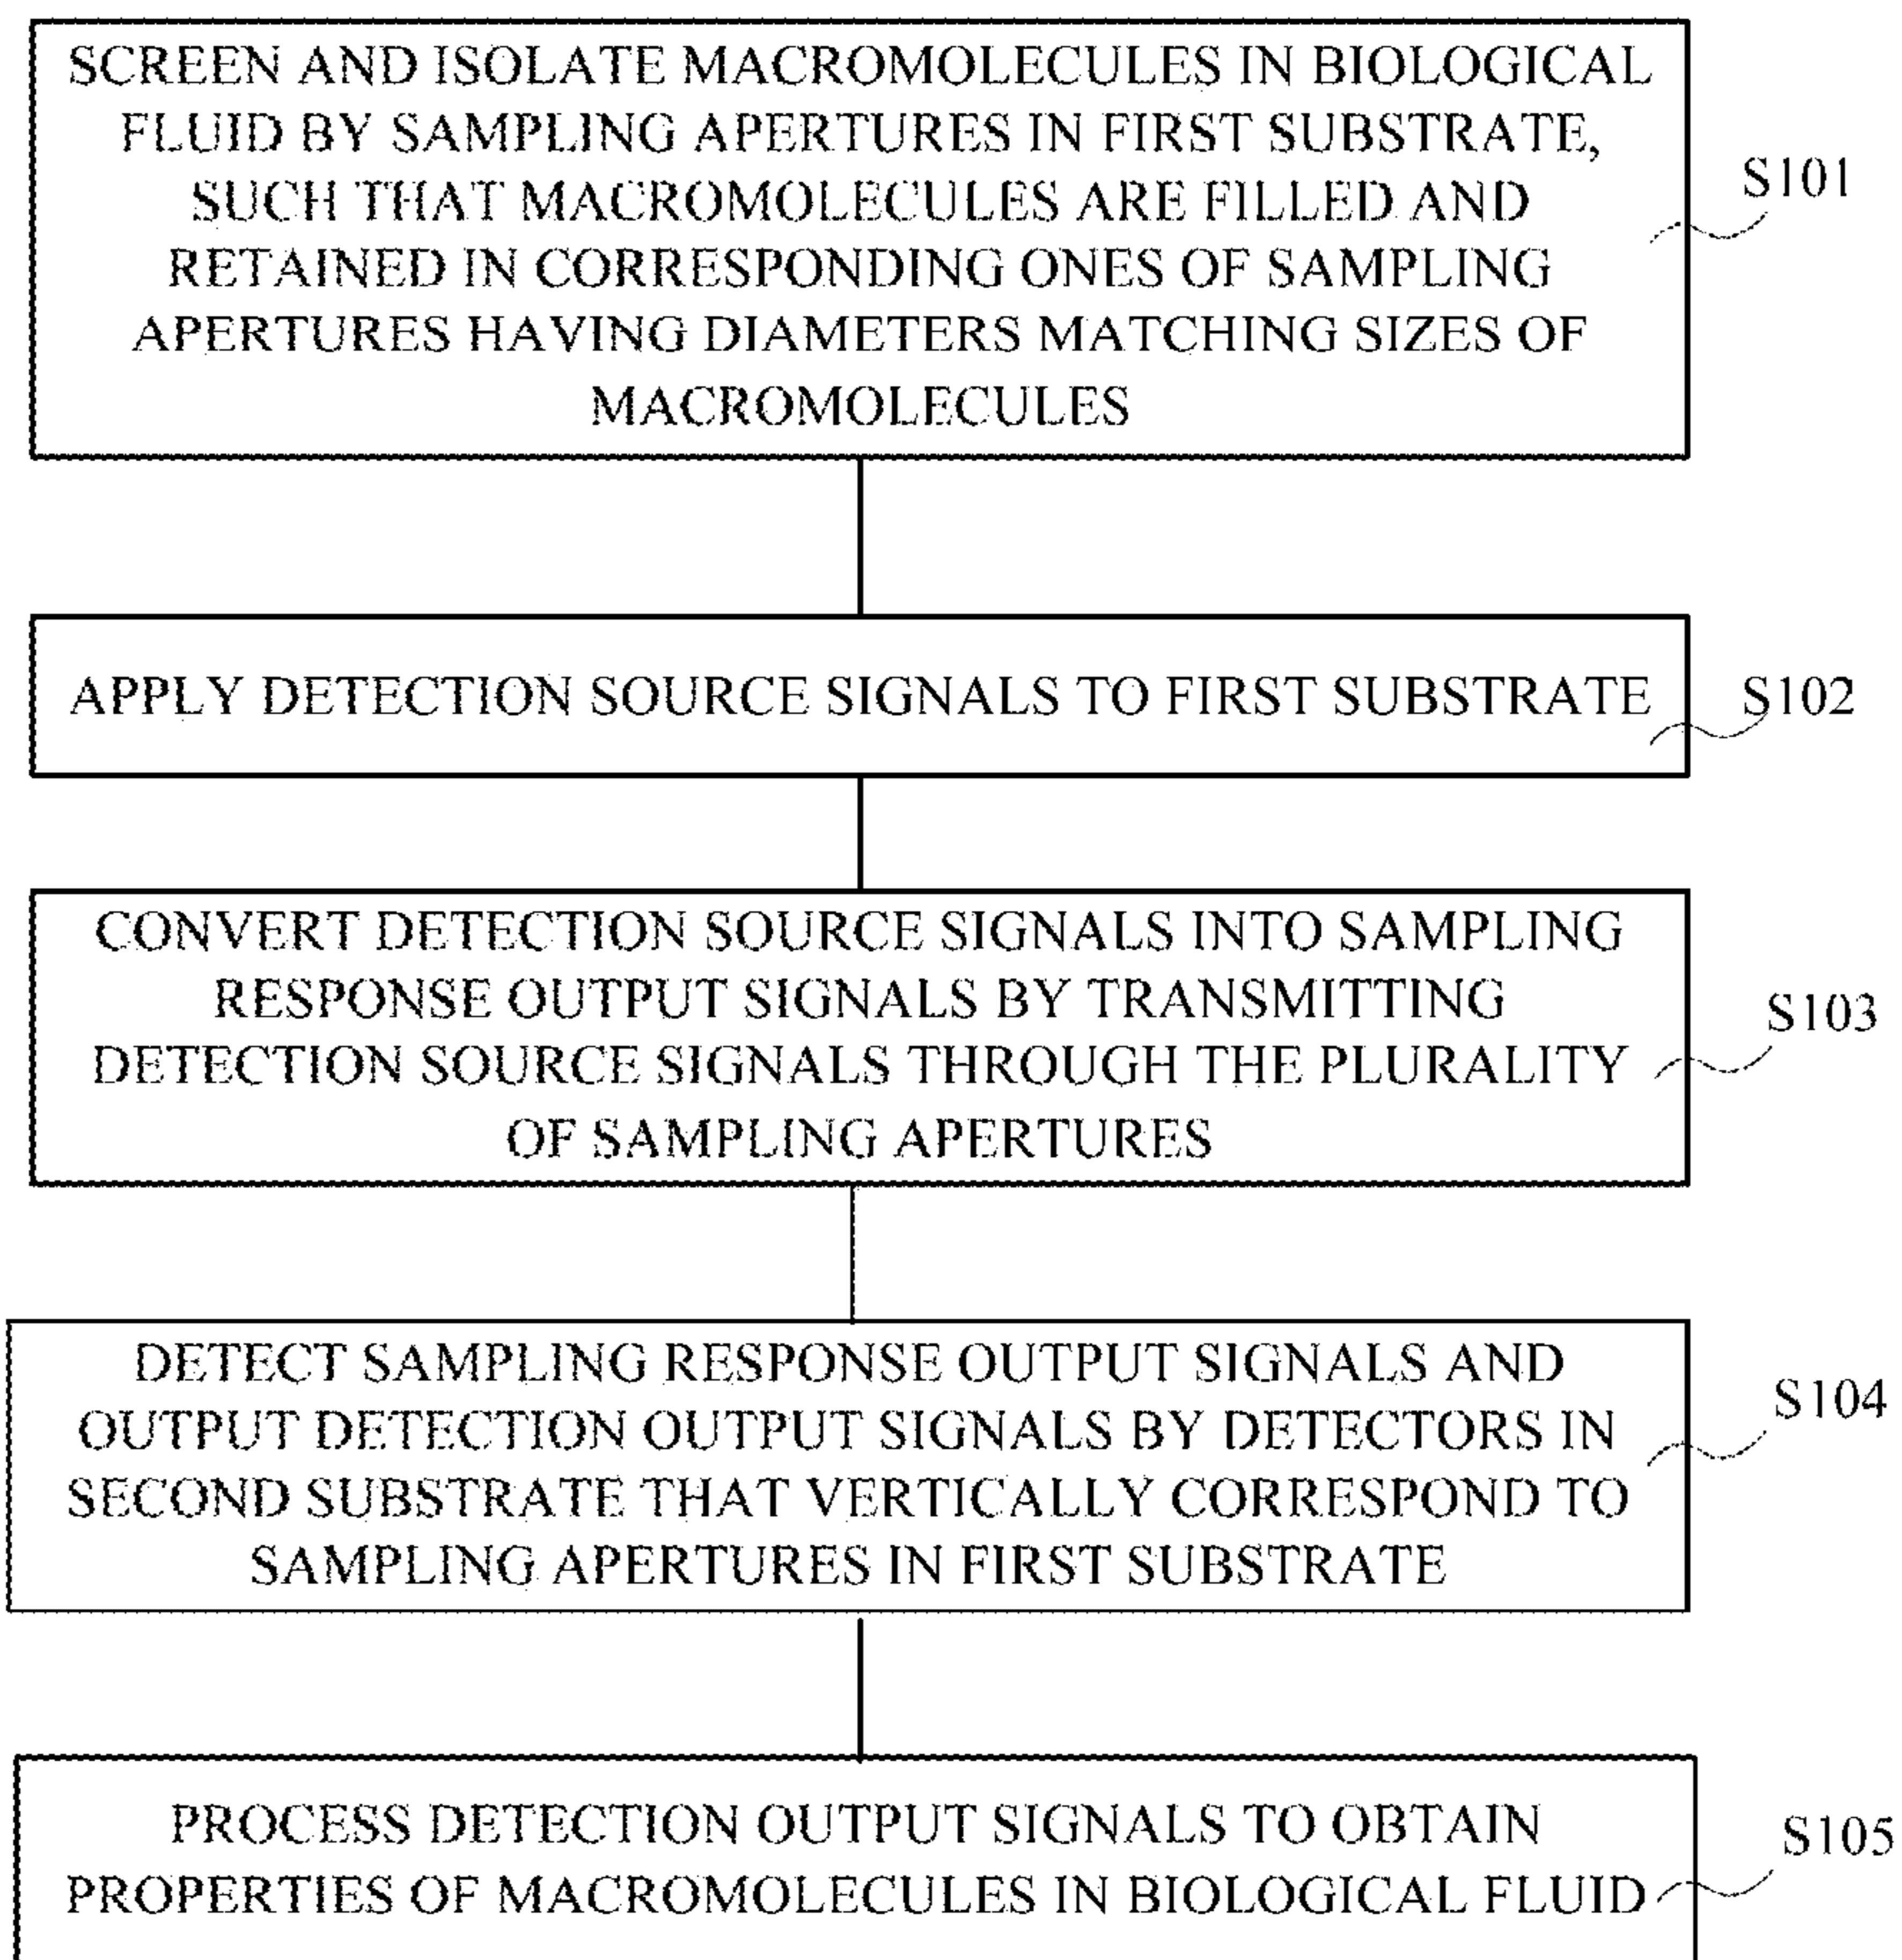 SCREEN AND ISOLATE MACROMOLECULES IN BIOLOGICAL
FLUID BY SAMPLING APERTURES IN FIRST SUBSTRATE,
SUCH THAT MACROMOLECULES ARE FILLED AND
RETAINED IN CORRESPONDING ONES OF SAMPLING
APERTURES HAVING DIAMETERS MATCHING SIZES OF
MACROMOLECULES
S101
APPLY DETECTION SOURCE SIGNALS TO FIRST SUBSTRATE
S102
CONVERT DETECTION SOURCE SIGNALS INTO SAMPLING
RESPONSE OUTPUT SIGNALS BY TRANSMITTING
DETECTION SOURCE SIGNALS THROUGH THE PLURALITY
OF SAMPLING APERTURES
S103
DETECT SAMPLING RESPONSE OUTPUT SIGNALS AND
OUTPUT DETECTION OUTPUT SIGNALS BY DETECTORS IN
SECOND SUBSTRATE THAT VERTICALLY CORRESPOND TO
SAMPLING APERTURES IN FIRST SUBSTRATE
S104
PROCESS DETECTION OUTPUT SIGNALS TO OBTAIN
PROPERTIES OF MACROMOLECULES IN BIOLOGICAL FLUID
S105